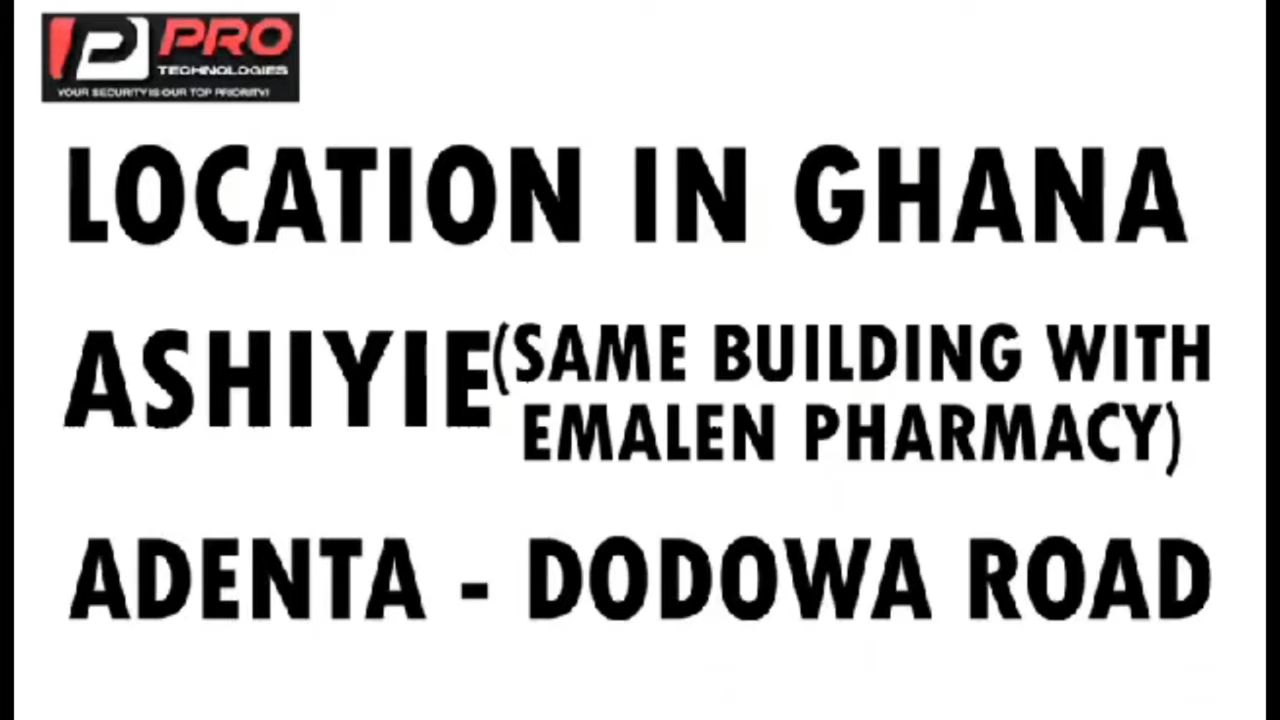 PRO
TECHNOLOGIES
YOUR SECURITY IS OUR TOP PRIORITY!
LOCATION IN GHANA
ASHIYIE (SAME BUILDING WITH
EMALEN PHARMACY)
ADENTA - DODOWA ROAD